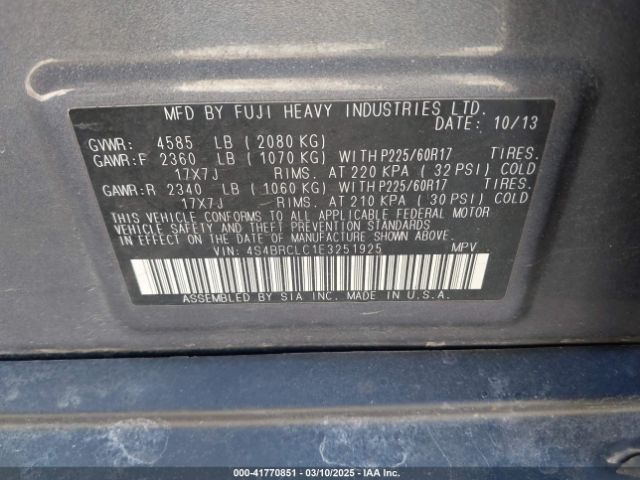 MFD BY FUJI HEAVY INDUSTRIES LTD.
DATE: 10/13
GVWR: 4585 LB (2080 KG)
GAWR:F 2360 LB (1070 KG) WITH P225/60R17 TIRES.
17X7J RIMS. AT 220 KPA (32 PSI) COLD
GAWR:R 2340 LB (1060 KG) WITH P225/60R17 TIRES.
17X7J RIMS. AT 210 KPA (30 PSI) COLD
THIS VEHICLE CONFORMS TO ALL APPLICABLE FEDERAL MOTOR
VEHICLE SAFETY AND THEFT PREVENTION STANDARDS
IN EFFECT ON THE DATE OF MANUFACTURE SHOWN ABOVE.
VIN: 4S4BRCLC1E3251925 MPV
ASSEMBLED BY SIA INC. MADE IN U.S.A.
000-41770851 — 03/10/2025 — IAA Inc.